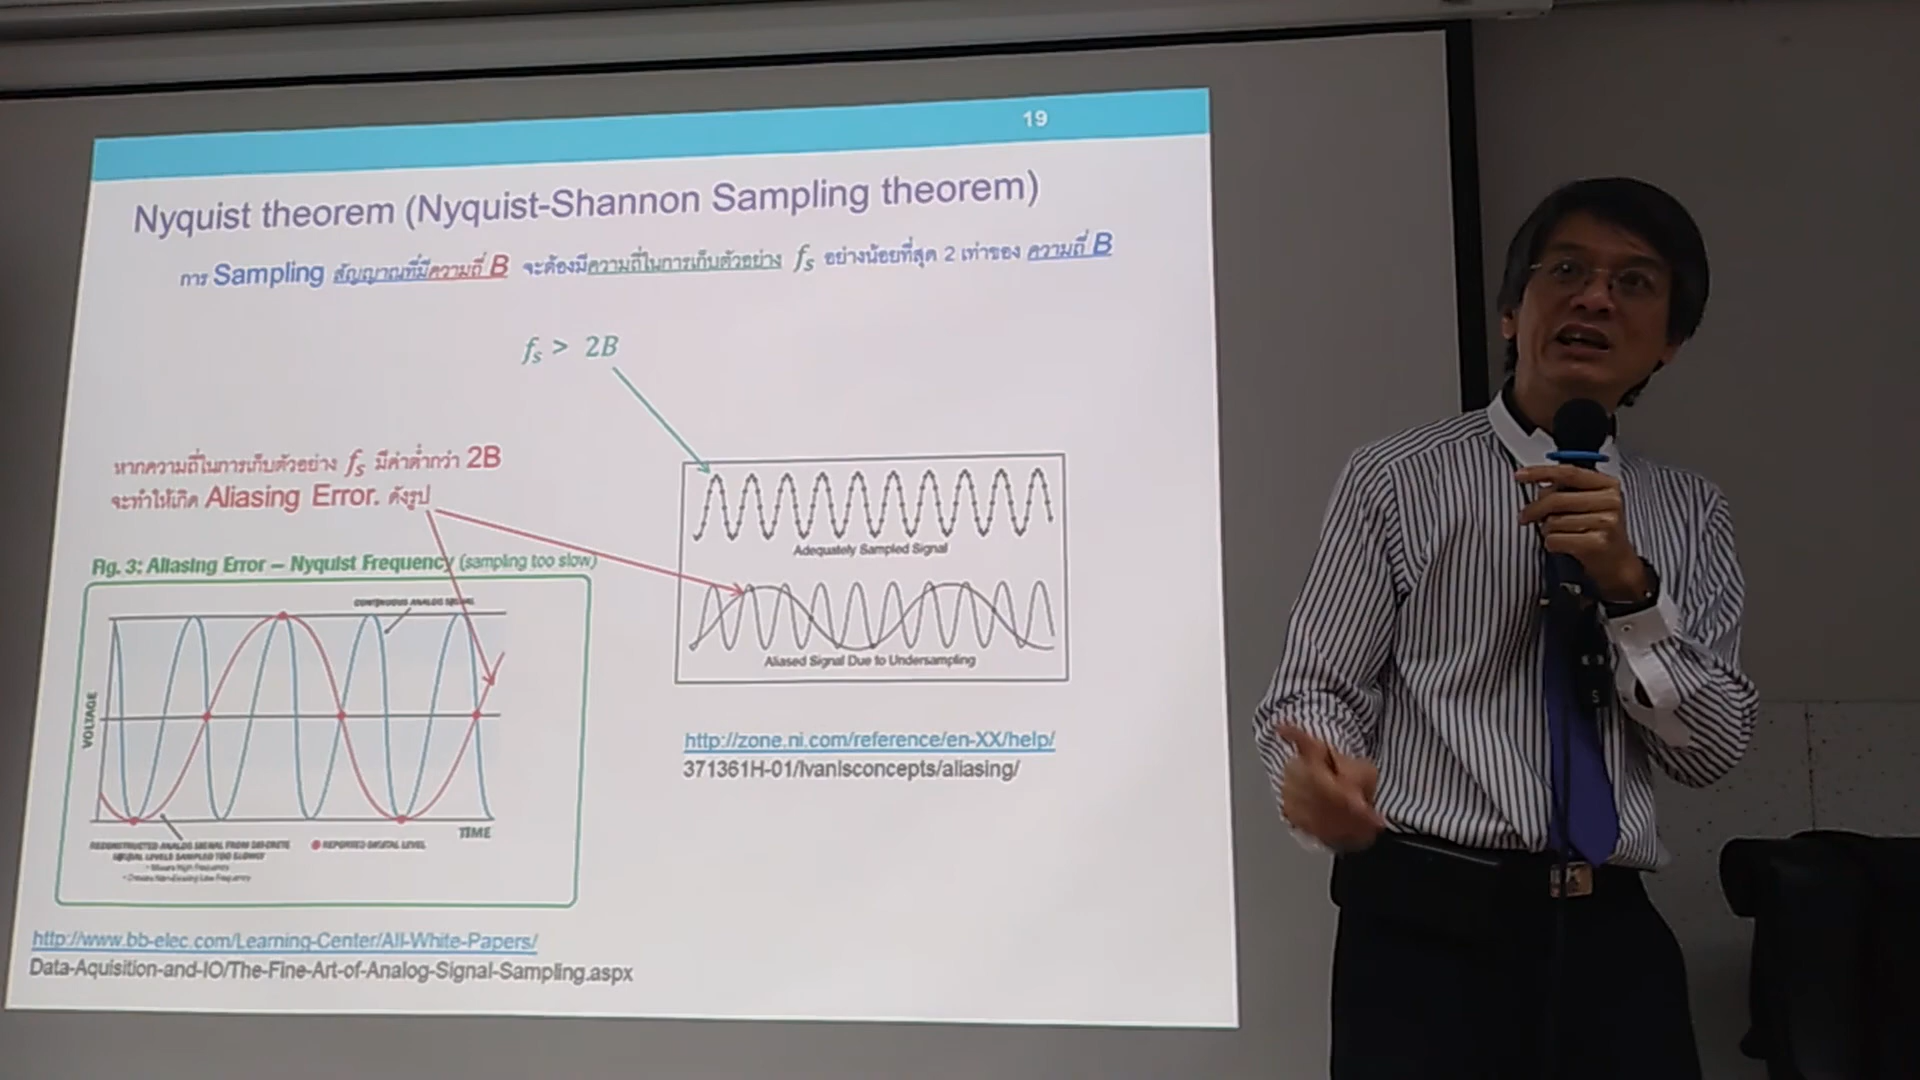 19
Nyquist theorem (Nyquist-Shannon Sampling theorem)
การ Sampling สัญญาณที่มีความถี่ B จะต้องมีความถี่ในการเก็บตัวอย่าง fs อย่างน้อยที่สุด 2 เท่าของ ความถี่ B
fs > 2B
หากความถี่ในการเก็บตัวอย่าง fs มีค่าต่ำกว่า 2B
จะทำให้เกิด Aliasing Error. ดังรูป
Fig. 3: Aliasing Error – Nyquist Frequency (sampling too slow)
CONTINUOUS ANALOG SIGNAL
VOLTAGE
TIME
RECONSTRUCTED ANALOG SIGNAL FROM DISCRETE
SIGNAL LEVELS SAMPLED TOO SLOWLY
REPORTED DIGITAL LEVEL
Adequately Sampled Signal
Aliased Signal Due to Undersampling
http://zone.ni.com/reference/en-XX/help/
371361H-01/lvanlsconcepts/aliasing/
http://www.bb-elec.com/Learning-Center/All-White-Papers/
Data-Aquisition-and-IO/The-Fine-Art-of-Analog-Signal-Sampling.aspx